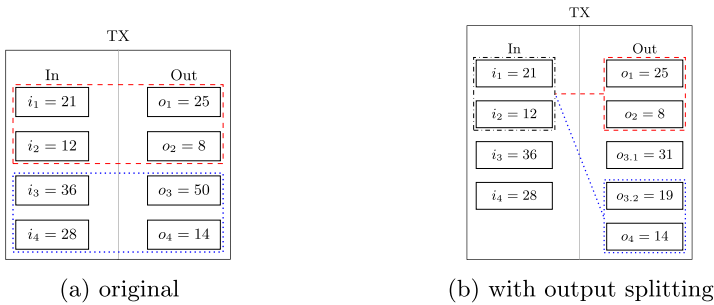 TX
In Out
i₁ = 21 o₁ = 25
i₂ = 12 o₂ = 8
i₃ = 36 o₃ = 50
i₄ = 28 o₄ = 14
(a) original
TX
In Out
i₁ = 21 o₁ = 25
i₂ = 12 o₂ = 8
i₃ = 36 o₃.₁ = 31
i₄ = 28 o₃.₂ = 19
o₄ = 14
(b) with output splitting